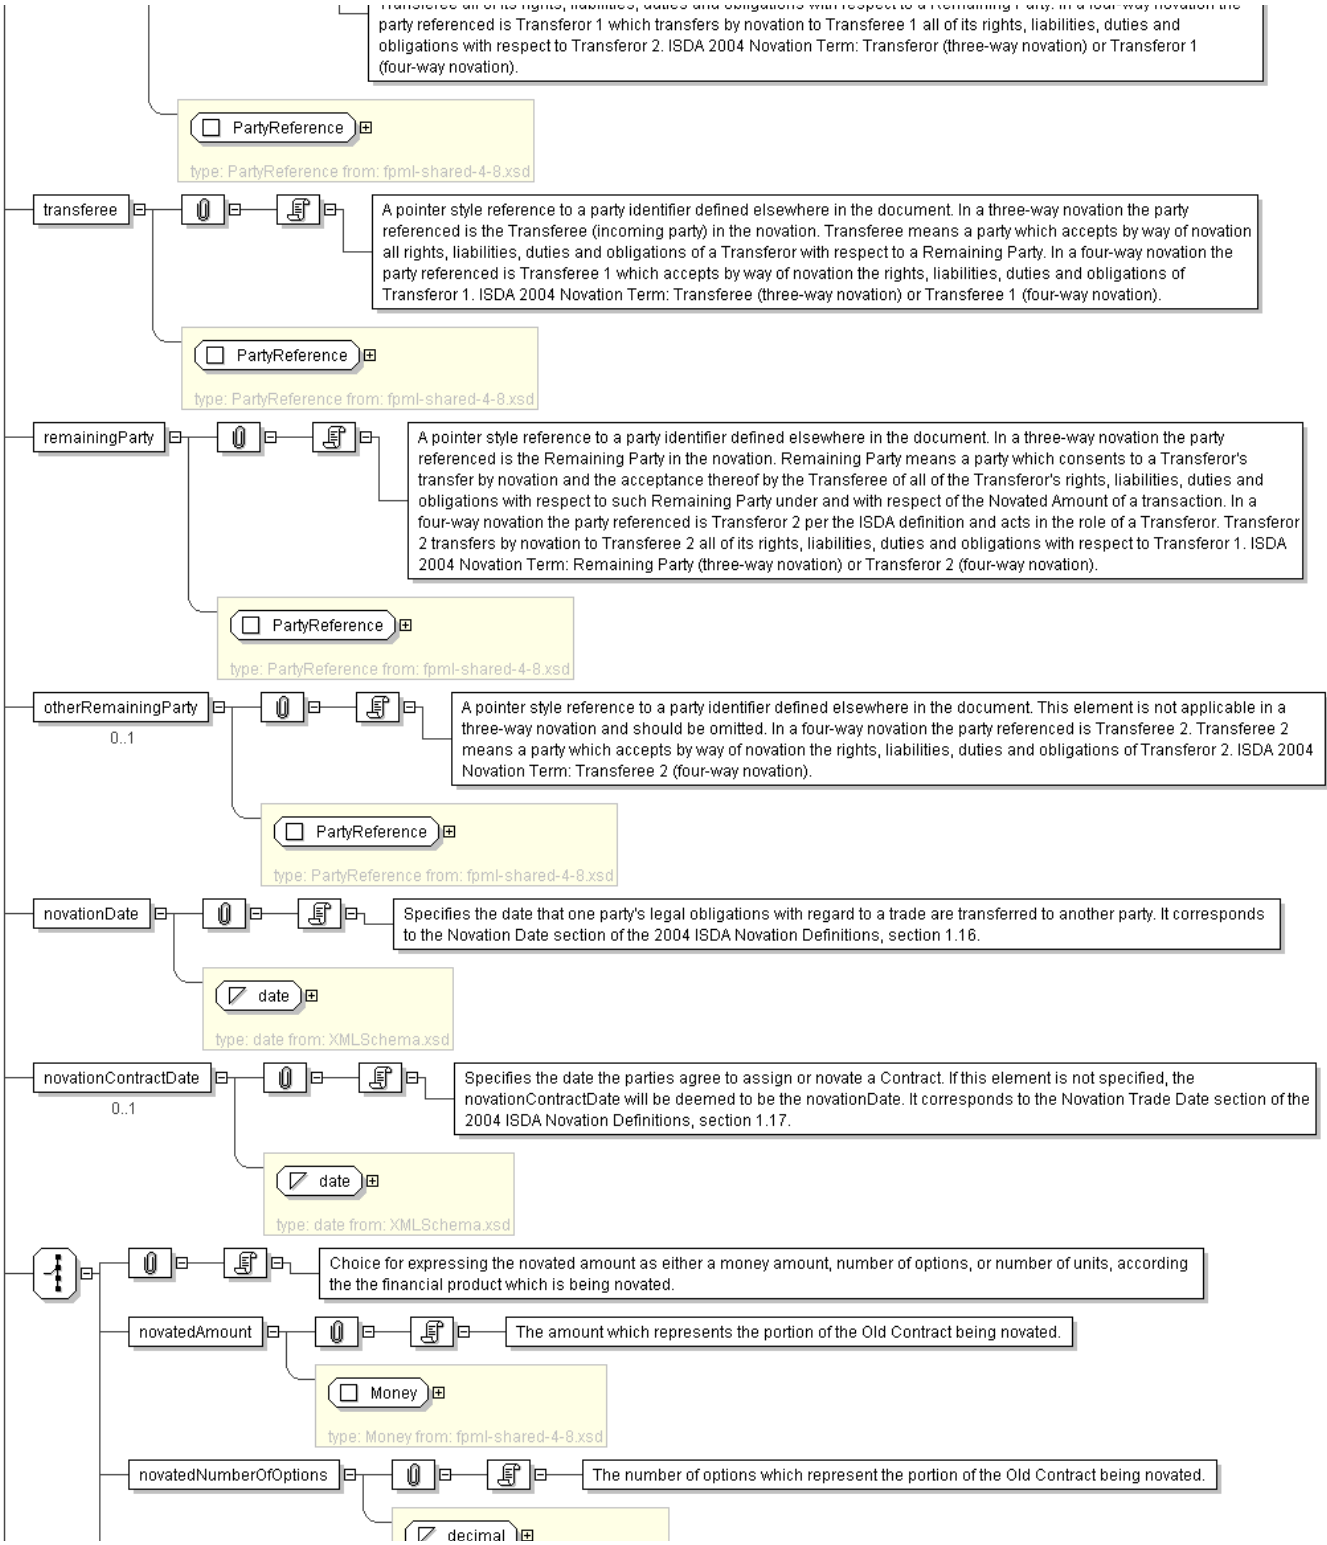 Transferee all of its rights, liabilities, duties and obligations with respect to a Remaining Party. In a four-way novation the
party referenced is Transferor 1 which transfers by novation to Transferee 1 all of its rights, liabilities, duties and
obligations with respect to Transferor 2. ISDA 2004 Novation Term: Transferor (three-way novation) or Transferor 1
(four-way novation).
PartyReference
type: PartyReference from: fpml-shared-4-8.xsd
transferee
A pointer style reference to a party identifier defined elsewhere in the document. In a three-way novation the party
referenced is the Transferee (incoming party) in the novation. Transferee means a party which accepts by way of novation
all rights, liabilities, duties and obligations of a Transferor with respect to a Remaining Party. In a four-way novation the
party referenced is Transferee 1 which accepts by way of novation the rights, liabilities, duties and obligations of
Transferor 1. ISDA 2004 Novation Term: Transferee (three-way novation) or Transferee 1 (four-way novation).
PartyReference
type: PartyReference from: fpml-shared-4-8.xsd
remainingParty
A pointer style reference to a party identifier defined elsewhere in the document. In a three-way novation the party
referenced is the Remaining Party in the novation. Remaining Party means a party which consents to a Transferor's
transfer by novation and the acceptance thereof by the Transferee of all of the Transferor's rights, liabilities, duties and
obligations with respect to such Remaining Party under and with respect of the Novated Amount of a transaction. In a
four-way novation the party referenced is Transferor 2 per the ISDA definition and acts in the role of a Transferor. Transferor
2 transfers by novation to Transferee 2 all of its rights, liabilities, duties and obligations with respect to Transferor 1. ISDA
2004 Novation Term: Remaining Party (three-way novation) or Transferor 2 (four-way novation).
PartyReference
type: PartyReference from: fpml-shared-4-8.xsd
otherRemainingParty
0..1
A pointer style reference to a party identifier defined elsewhere in the document. This element is not applicable in a
three-way novation and should be omitted. In a four-way novation the party referenced is Transferee 2. Transferee 2
means a party which accepts by way of novation the rights, liabilities, duties and obligations of Transferor 2. ISDA 2004
Novation Term: Transferee 2 (four-way novation).
PartyReference
type: PartyReference from: fpml-shared-4-8.xsd
novationDate
Specifies the date that one party's legal obligations with regard to a trade are transferred to another party. It corresponds
to the Novation Date section of the 2004 ISDA Novation Definitions, section 1.16.
date
type: date from: XMLSchema.xsd
novationContractDate
0..1
Specifies the date the parties agree to assign or novate a Contract. If this element is not specified, the
novationContractDate will be deemed to be the novationDate. It corresponds to the Novation Trade Date section of the
2004 ISDA Novation Definitions, section 1.17.
date
type: date from: XMLSchema.xsd
Choice for expressing the novated amount as either a money amount, number of options, or number of units, according
the the financial product which is being novated.
novatedAmount
The amount which represents the portion of the Old Contract being novated.
Money
type: Money from: fpml-shared-4-8.xsd
novatedNumberOfOptions
The number of options which represent the portion of the Old Contract being novated.
decimal